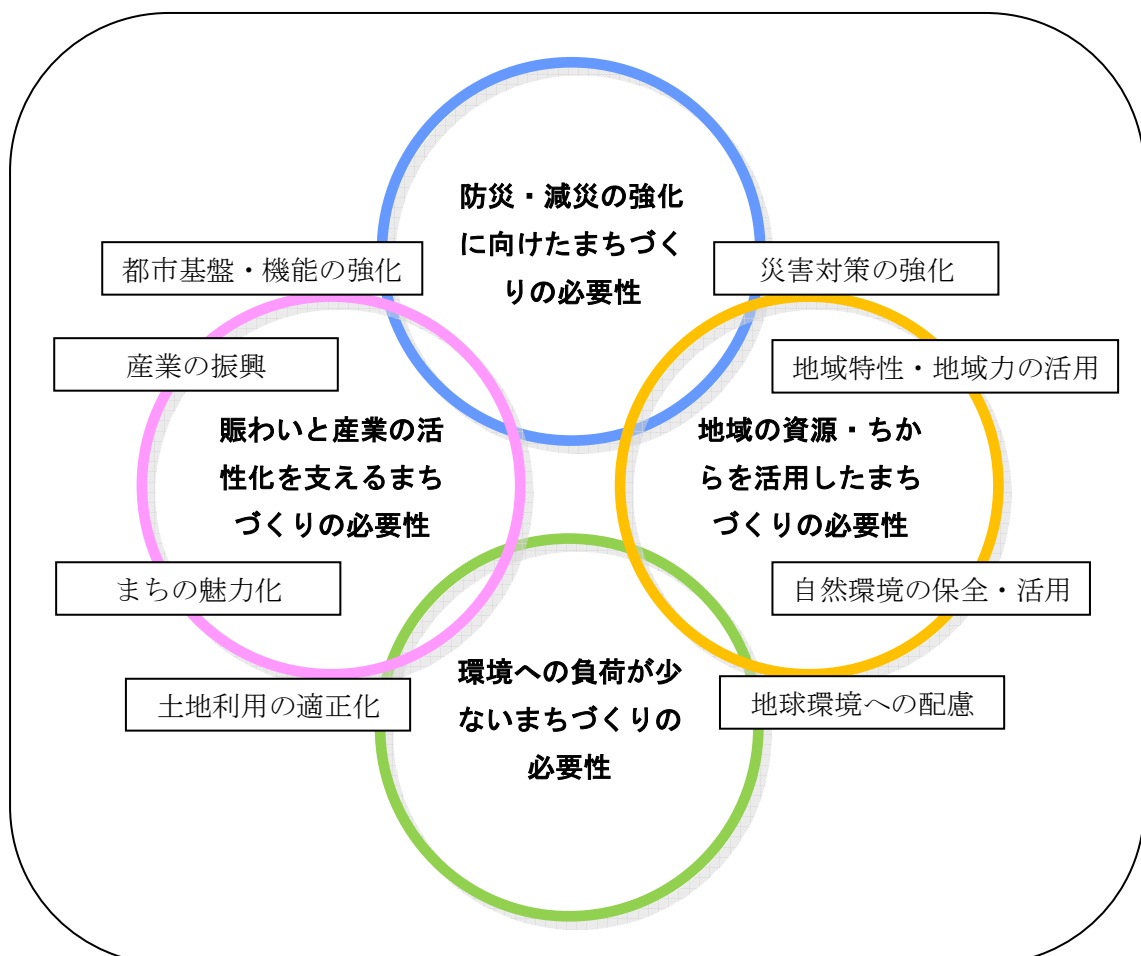 防災・減災の強化
に向けたまちづく
りの必要性
都市基盤・機能の強化
災害対策の強化
産業の振興
地域特性・地域力の活用
賑わいと産業の活
性化を支えるまち
づくりの必要性
地域の資源・ちか
らを活用したまち
づくりの必要性
まちの魅力化
自然環境の保全・活用
環境への負荷が少
ないまちづくりの
必要性
土地利用の適正化
地球環境への配慮